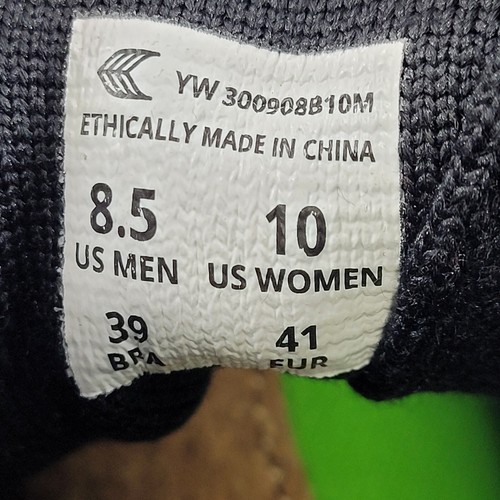 YW 300908B10M
ETHICALLY MADE IN CHINA
8.5 10
US MEN US WOMEN
39 41
BRA EUR